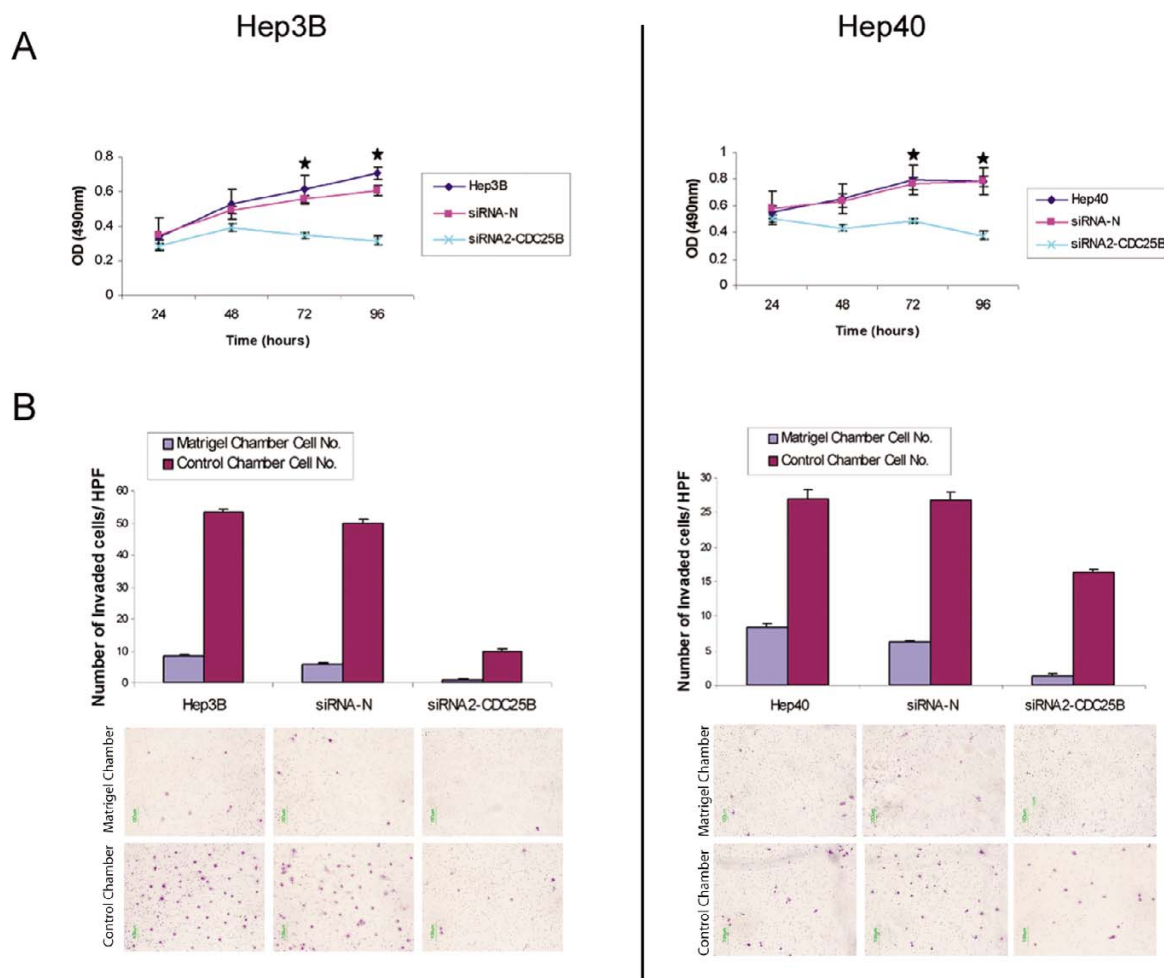 Hep3B
Hep40
A
0.8
0.6
0.4
0.2
0
OD (490nm)
24 48 72 96
Time (hours)
Hep3B
siRNA-N
siRNA2-CDC25B
1
0.8
0.6
0.4
0.2
0
OD (490nm)
24 48 72 96
Time (hours)
Hep40
siRNA-N
siRNA2-CDC25B
B
Matrigel Chamber Cell No.
Control Chamber Cell No.
60
50
40
30
20
10
0
Number of Invaded cells/ HPF
Hep3B siRNA-N siRNA2-CDC25B
Matrigel Chamber
Control Chamber
Matrigel Chamber Cell No.
Control Chamber Cell No.
30
25
20
15
10
5
0
Number of Invaded cells/ HPF
Hep40 siRNA-N siRNA2-CDC25B
Matrigel Chamber
Control Chamber